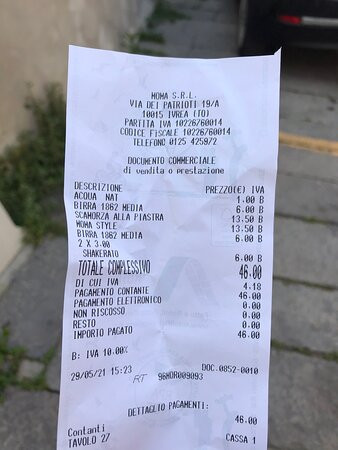 MOMA S.R.L.
VIA DEI PATRIOTI 19/A
10015 IVREA (TO)
PARTITA IVA 10226760014
CODICE FISCALE 10226760014
TELEFONO 0125 4259/2
DOCUMENTO COMMERCIALE
di vendita o prestazione
DESCRIZIONE PREZZO(€) IVA
ACQUA NAT 1.00 B
BIRRA 1862 MEDIA 6.00 B
SCAMORZA ALLA PIASTRA 13.50 B
MOMA STYLE 13.50 B
BIRRA 1862 MEDIA 6.00 B
2 X 3.00
SHAKERATO 6.00 B
TOTALE COMPLESSIVO 46.00
DI CUI IVA 4.18
PAGAMENTO CONTANTE 46.00
PAGAMENTO ELETTRONICO 0.00
NON RISCOSSO 0.00
RESTO 0.00
IMPORTO PAGATO 46.00
B: IVA 10.00%
29/05/21 15:23 DOC.0852-0010
RT 96MDR009093
DETTAGLIO PAGAMENTI:
Contanti 46.00
TAVOLO 27 CASSA 1